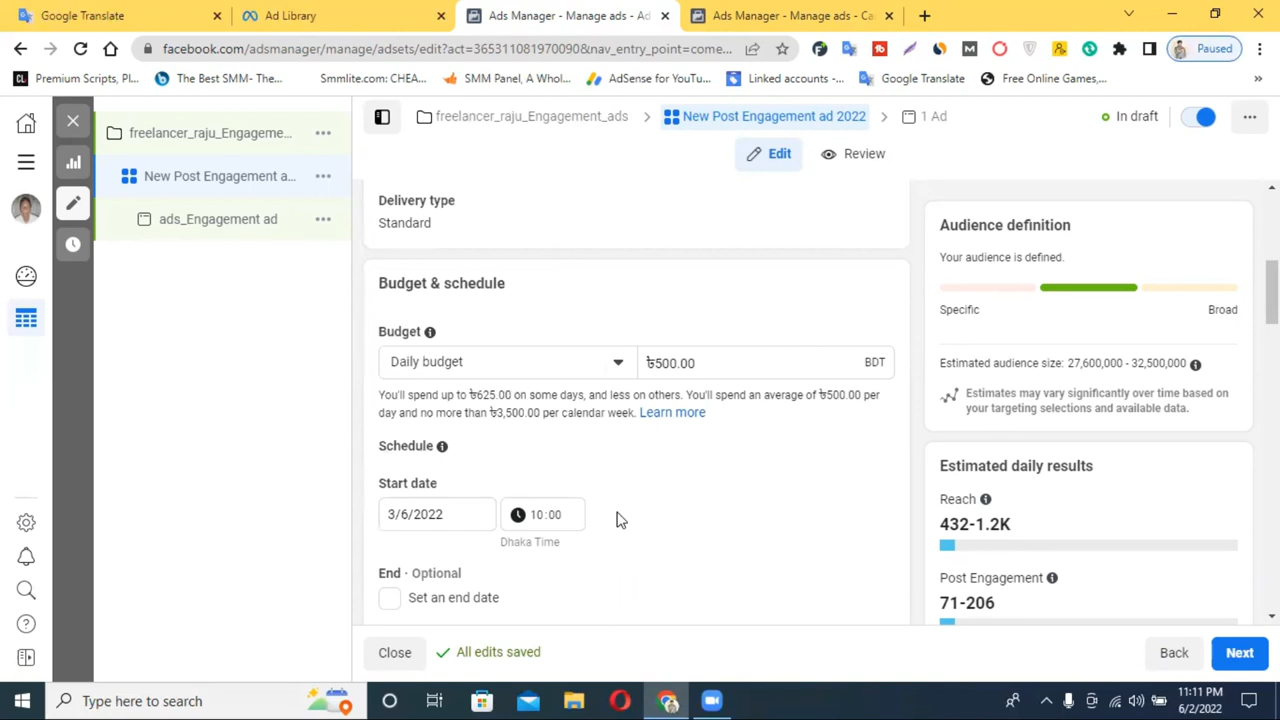 Google Translate
Ad Library
Ads Manager - Manage ads - Ad
Ads Manager - Manage ads - Ca
facebook.com/adsmanager/manage/adsets/edit?act=365311081970090&nav_entry_point=come...
Paused
Premium Scripts, Pl...
The Best SMM- The...
Smmlite.com: CHEA...
SMM Panel, A Whol...
AdSense for YouTu...
Linked accounts -...
Google Translate
Free Online Games,...
»
freelancer_raju_Engageme...
New Post Engagement a...
ads_Engagement ad
freelancer_raju_Engagement_ads
New Post Engagement ad 2022
1 Ad
In draft
Edit
Review
Delivery type
Standard
Budget & schedule
Budget
Daily budget
৳500.00
BDT
You'll spend up to ৳625.00 on some days, and less on others. You'll spend an average of ৳500.00 per
day and no more than ৳3,500.00 per calendar week. Learn more
Schedule
Start date
3/6/2022
10:00
Dhaka Time
End · Optional
Set an end date
Audience definition
Your audience is defined.
Specific
Broad
Estimated audience size: 27,600,000 - 32,500,000
Estimates may vary significantly over time based on
your targeting selections and available data.
Estimated daily results
Reach
432-1.2K
Post Engagement
71-206
Close
All edits saved
Back
Next
Type here to search
11:11 PM
6/2/2022